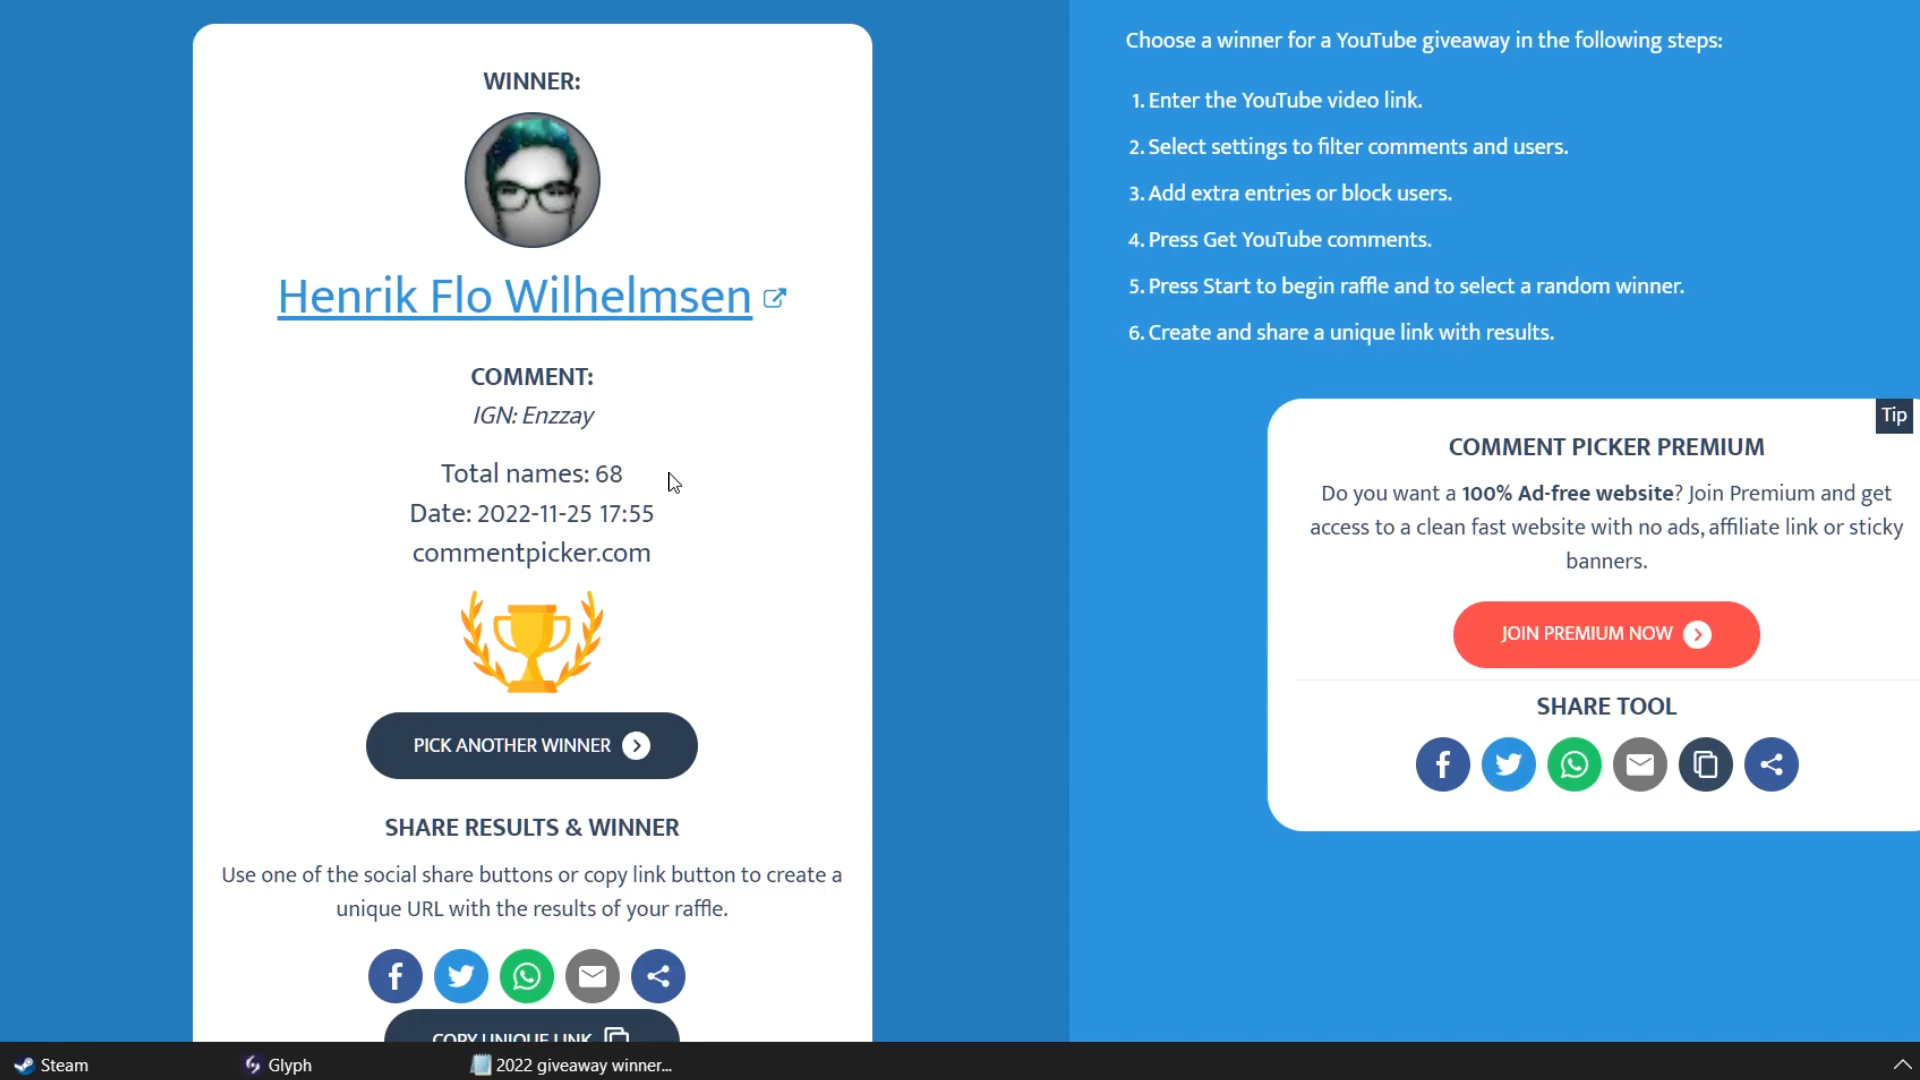 WINNER:
Henrik Flo Wilhelmsen
COMMENT:
IGN: Enzzay
Total names: 68
Date: 2022-11-25 17:55
commentpicker.com
PICK ANOTHER WINNER
SHARE RESULTS & WINNER
Use one of the social share buttons or copy link button to create a
unique URL with the results of your raffle.
COPY UNIQUE LINK
Choose a winner for a YouTube giveaway in the following steps:
1. Enter the YouTube video link.
2. Select settings to filter comments and users.
3. Add extra entries or block users.
4. Press Get YouTube comments.
5. Press Start to begin raffle and to select a random winner.
6. Create and share a unique link with results.
Tip
COMMENT PICKER PREMIUM
Do you want a 100% Ad-free website? Join Premium and get
access to a clean fast website with no ads, affiliate link or sticky
banners.
JOIN PREMIUM NOW
SHARE TOOL
Steam
Glyph
2022 giveaway winner...